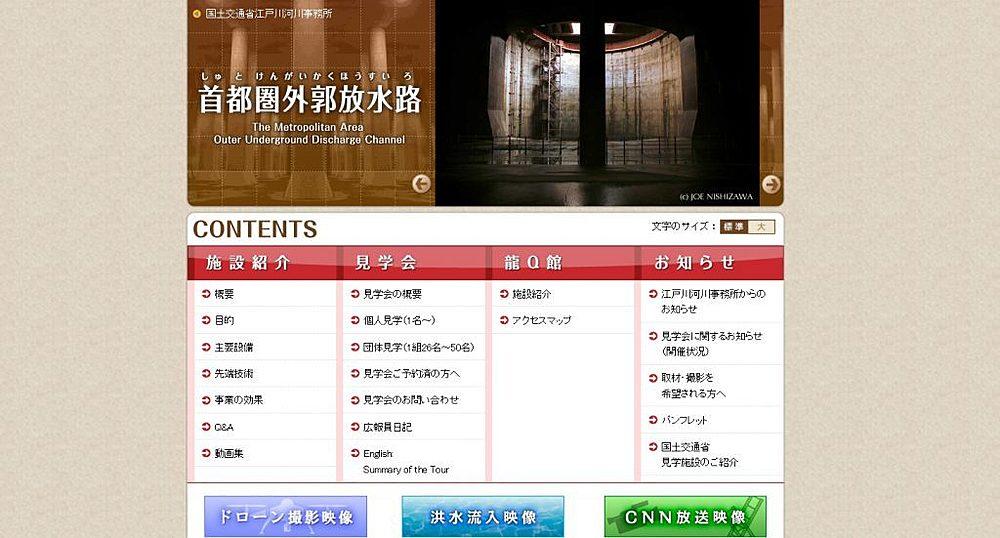 国土交通省江戸川河川事務所
しゅ と けんがいかくほうすい ろ
首都圏外郭放水路
The Metropolitan Area
Outer Underground Discharge Channel
(c) JOE NISHIZAWA
CONTENTS
文字のサイズ： 標準 大
施設紹介
概要
目的
主要設備
先端技術
事業の効果
Q&A
動画集
見学会
見学会の概要
個人見学（1名～）
団体見学（1組26名～50名）
見学会ご予約済の方へ
見学会のお問い合わせ
広報員日記
English:
Summary of the Tour
龍Ｑ館
施設紹介
アクセスマップ
お知らせ
江戸川河川事務所からの
お知らせ
見学会に関するお知らせ
（開催状況）
取材・撮影を
希望される方へ
パンフレット
国土交通省
見学施設のご紹介
ドローン撮影映像
洪水流入映像
CNN放送映像